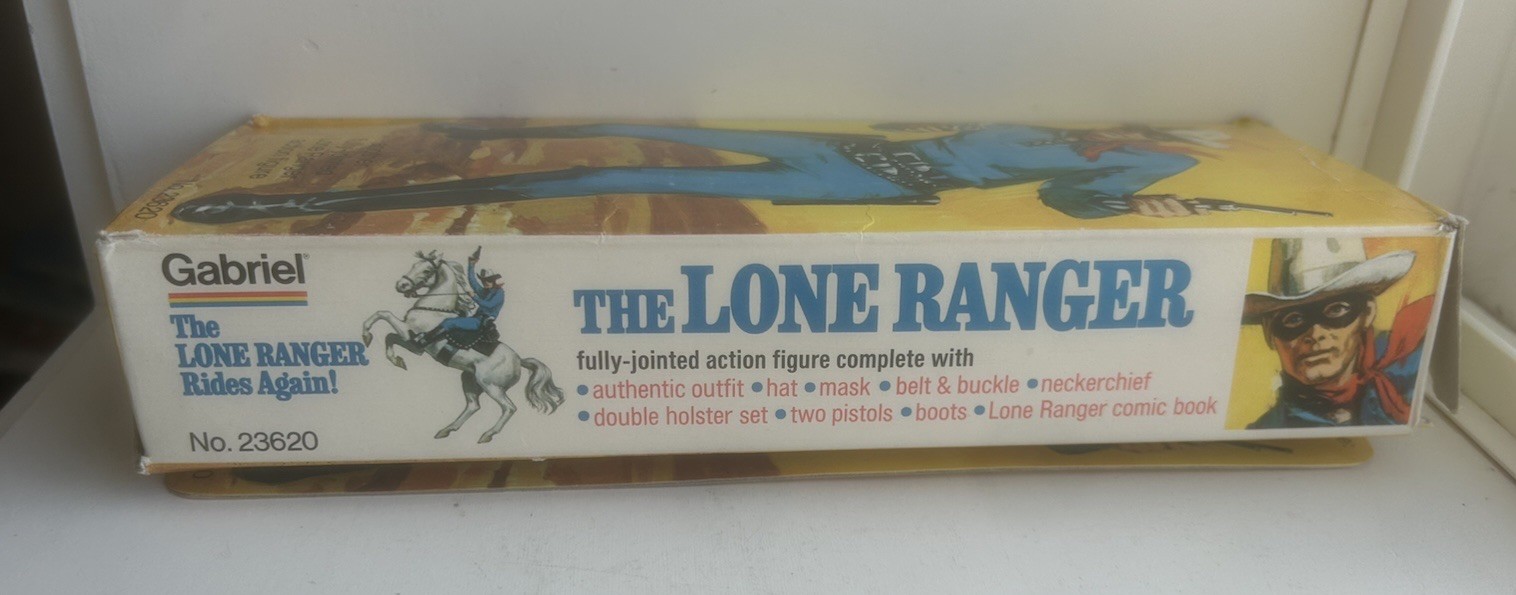 Gabriel
The
LONE RANGER
Rides Again!
No. 23620
THE LONE RANGER
fully-jointed action figure complete with
• authentic outfit • hat • mask • belt & buckle • neckerchief
• double holster set • two pistols • boots • Lone Ranger comic book